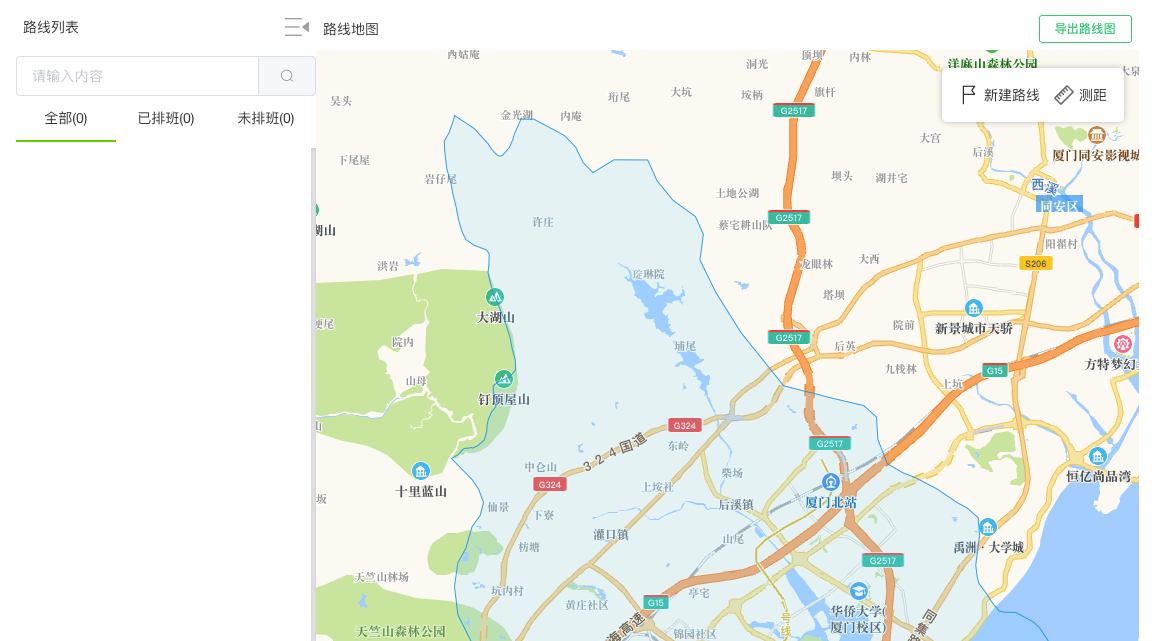 路线列表
路线地图
导出路线图
请输入内容
全部(0)
已排班(0)
未排班(0)
新建路线
测距
西姑庵
顶坝
内林
洋麻山森林公园
洞光
大坑
垵柄
旗杆
珩尾
吴头
G2517
金光湖
内庵
大宫
后溪
厦门同安影视城
下尾屋
岩仔尾
坝头
湖井宅
西溪
土地公湖
同安区
许庄
G2517
蔡宅耕山队
湖山
阳翟村
洪岩
龙眼林
大西
S206
琔琳院
大湖山
塔坝
新景城市天骄
院前
院内
G2517
后英
埔尾
方特梦幻
九棧林
G15
山母
上坑
钉顶屋山
G324
324国道
东岭
G2517
中仑山
柴场
十里蓝山
G324
上垵社
恒亿尚品湾
后溪镇
厦门北站
仙景
下寮
灌口镇
山尾
枋塘
禹洲·大学城
G2517
天竺山林场
坑内村
亭宅
黄庄社区
G15
华侨大学(
厦门校区)
号线
天竺山森林公园
海高速
锦园社区
同集